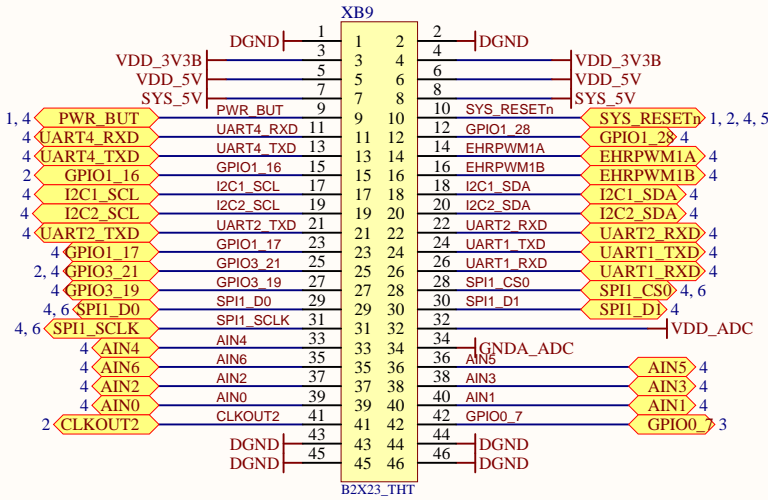 XB9
DGND 1 1 2 2 DGND
VDD_3V3B 3 3 4 4 VDD_3V3B
VDD_5V 5 5 6 6 VDD_5V
SYS_5V 7 7 8 8 SYS_5V
1, 4 PWR_BUT PWR_BUT 9 9 10 10 SYS_RESETn SYS_RESETn 1, 2, 4, 5
4 UART4_RXD UART4_RXD 11 11 12 12 GPIO1_28 GPIO1_28 4
4 UART4_TXD UART4_TXD 13 13 14 14 EHRPWM1A EHRPWM1A 4
2 GPIO1_16 GPIO1_16 15 15 16 16 EHRPWM1B EHRPWM1B 4
4 I2C1_SCL I2C1_SCL 17 17 18 18 I2C1_SDA I2C1_SDA 4
4 I2C2_SCL I2C2_SCL 19 19 20 20 I2C2_SDA I2C2_SDA 4
4 UART2_TXD UART2_TXD 21 21 22 22 UART2_RXD UART2_RXD 4
4 GPIO1_17 GPIO1_17 23 23 24 24 UART1_TXD UART1_TXD 4
2, 4 GPIO3_21 GPIO3_21 25 25 26 26 UART1_RXD UART1_RXD 4
4 GPIO3_19 GPIO3_19 27 27 28 28 SPI1_CS0 SPI1_CS0 4, 6
4, 6 SPI1_D0 SPI1_D0 29 29 30 30 SPI1_D1 SPI1_D1 4
4, 6 SPI1_SCLK SPI1_SCLK 31 31 32 32 VDD_ADC
4 AIN4 AIN4 33 33 34 34 GNDA_ADC
4 AIN6 AIN6 35 35 36 36 AIN5 AIN5 4
4 AIN2 AIN2 37 37 38 38 AIN3 AIN3 4
4 AIN0 AIN0 39 39 40 40 AIN1 AIN1 4
2 CLKOUT2 CLKOUT2 41 41 42 42 GPIO0_7 GPIO0_7 3
DGND 43 43 44 44 DGND
DGND 45 45 46 46 DGND
B2X23_THT